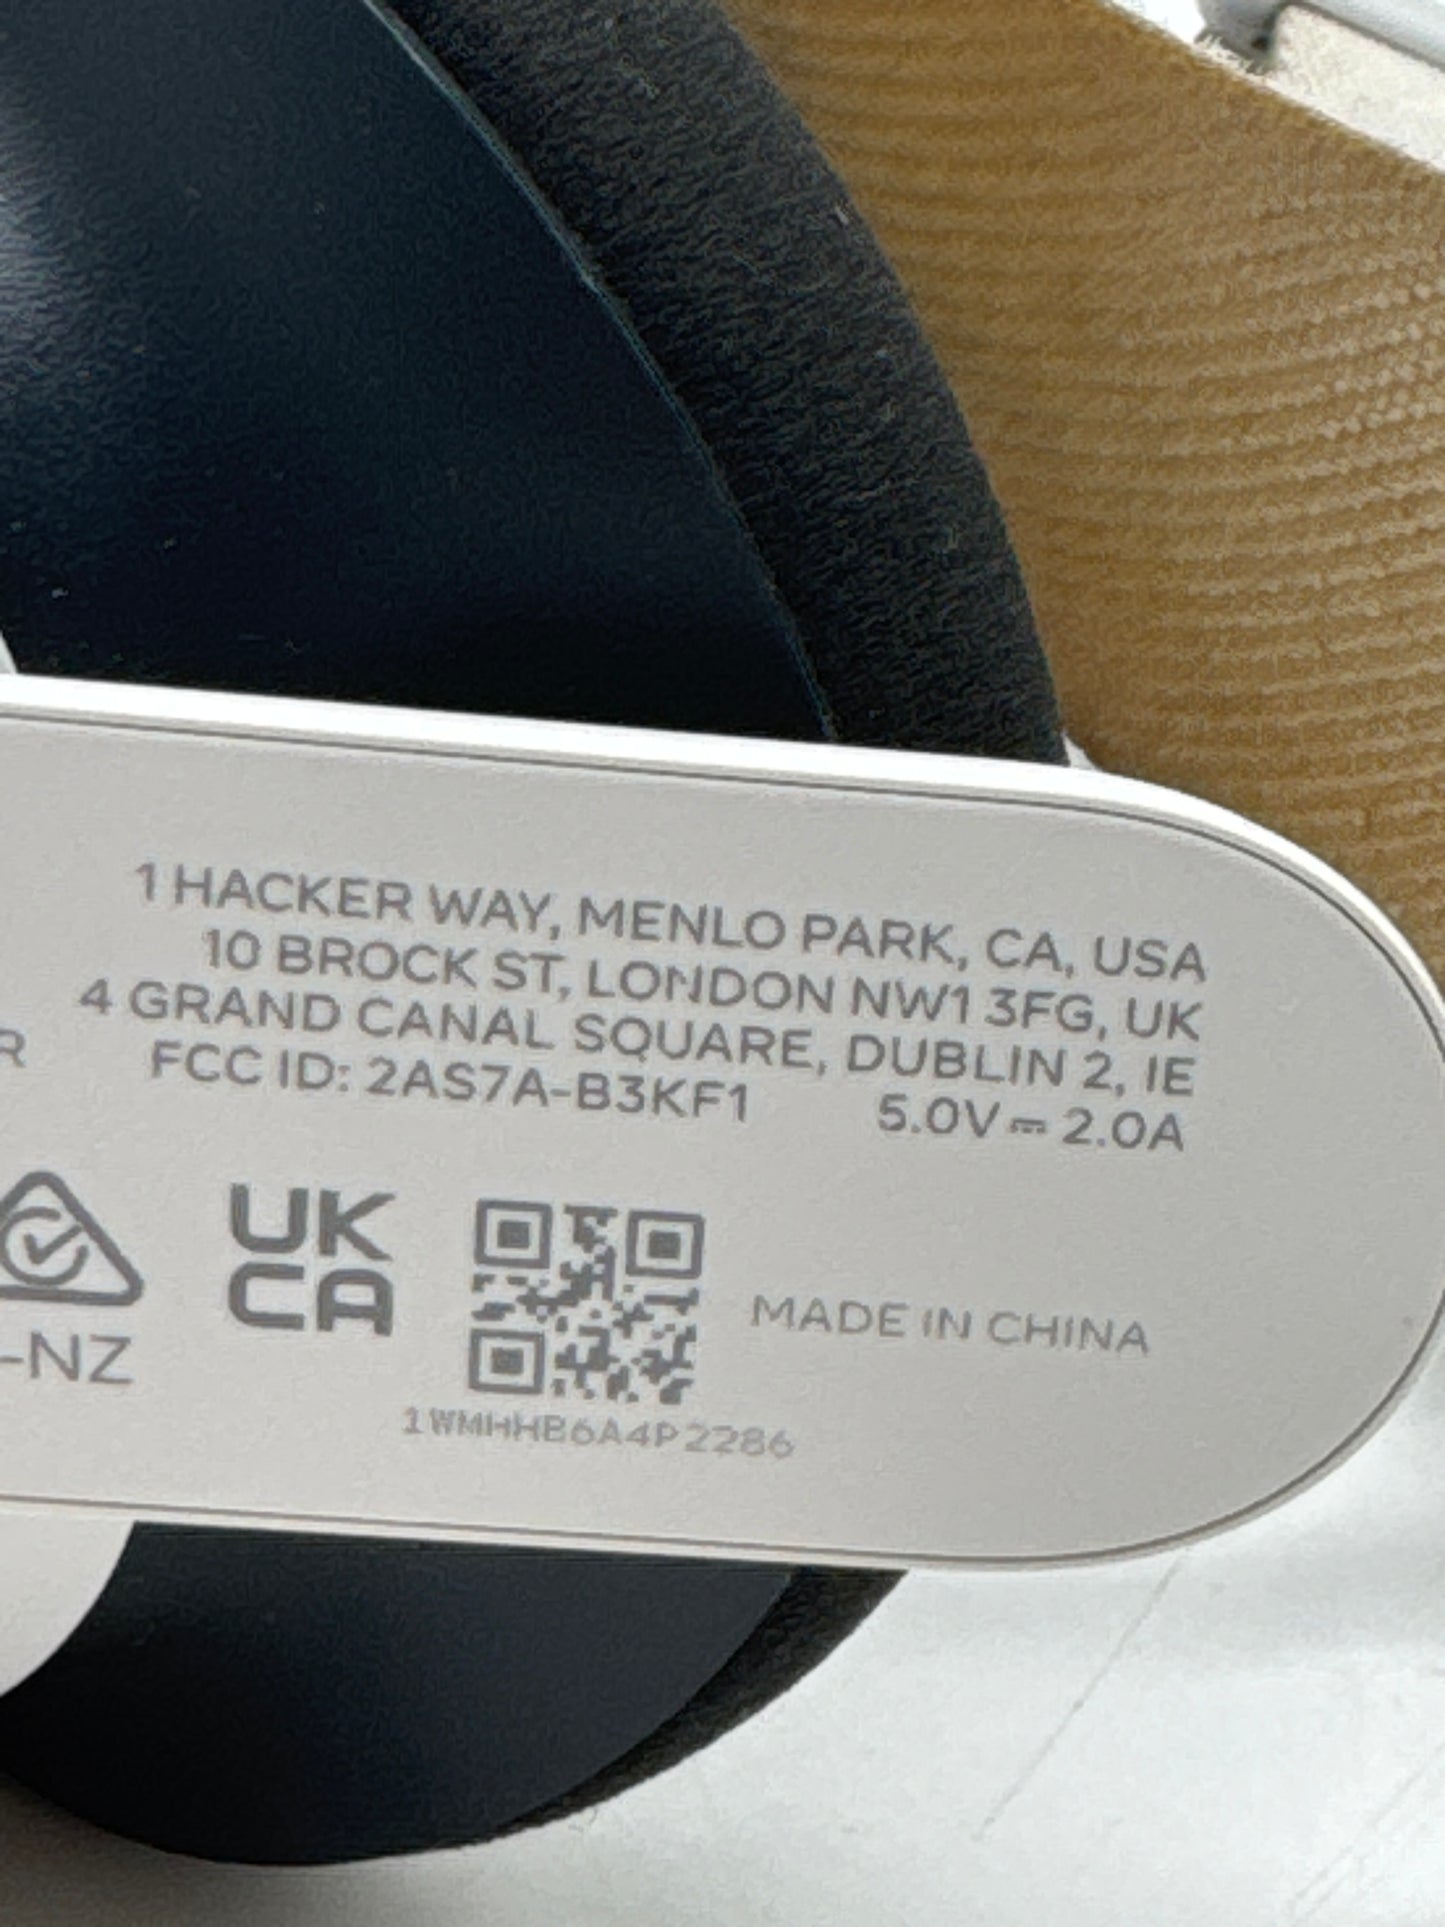 1 HACKER WAY, MENLO PARK, CA, USA
10 BROCK ST, LONDON NW1 3FG, UK
4 GRAND CANAL SQUARE, DUBLIN 2, IE
R
FCC ID: 2AS7A-B3KF1 5.0V ⎓ 2.0A
UK
CA
MADE IN CHINA
-NZ
1WMHHB6A4P2286